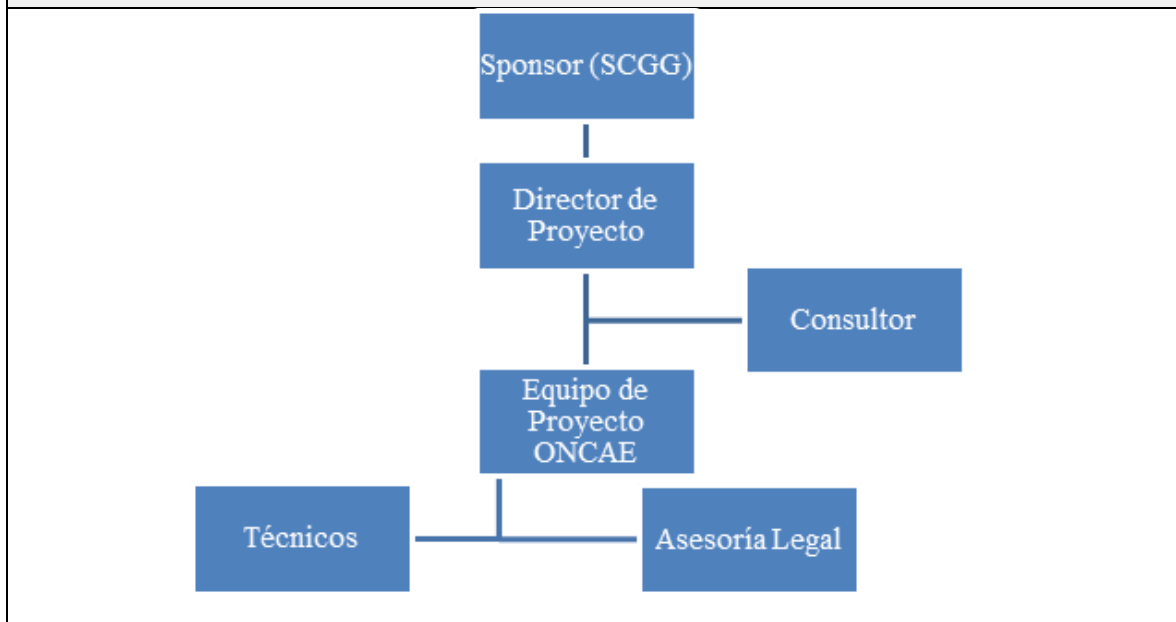 Sponsor (SCGG)
Director de
Proyecto
Consultor
Equipo de
Proyecto
ONCAE
Técnicos
Asesoría Legal